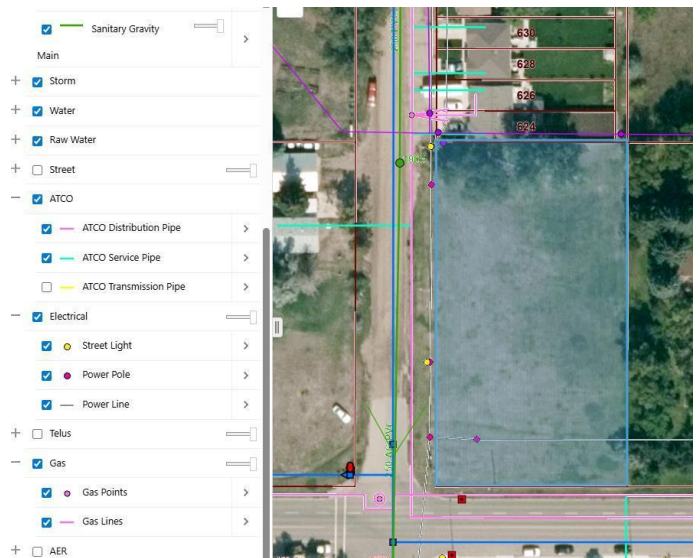 Sanitary Gravity
Main
Storm
Water
Raw Water
Street
ATCO
ATCO Distribution Pipe
ATCO Service Pipe
ATCO Transmission Pipe
Electrical
Street Light
Power Pole
Power Line
Telus
Gas
Gas Points
Gas Lines
AER
630
628
626
624